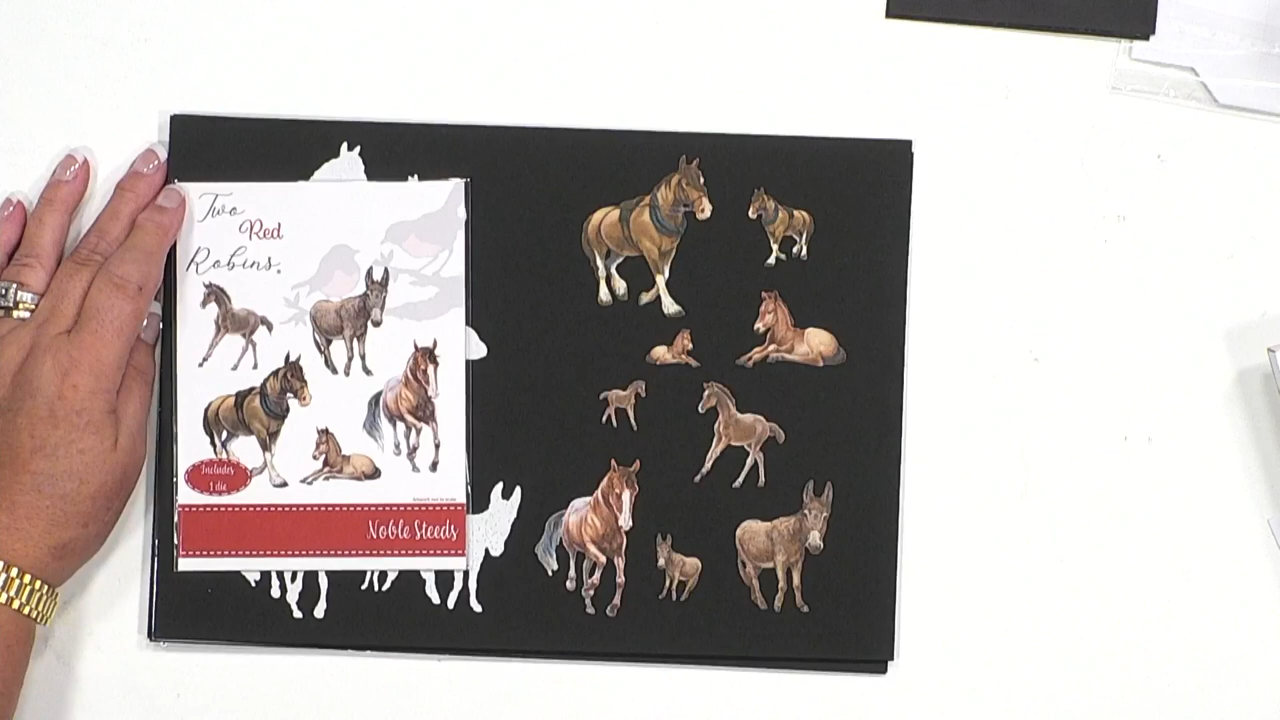 Two
Red
Robins.
Includes
1 die
Noble Steeds